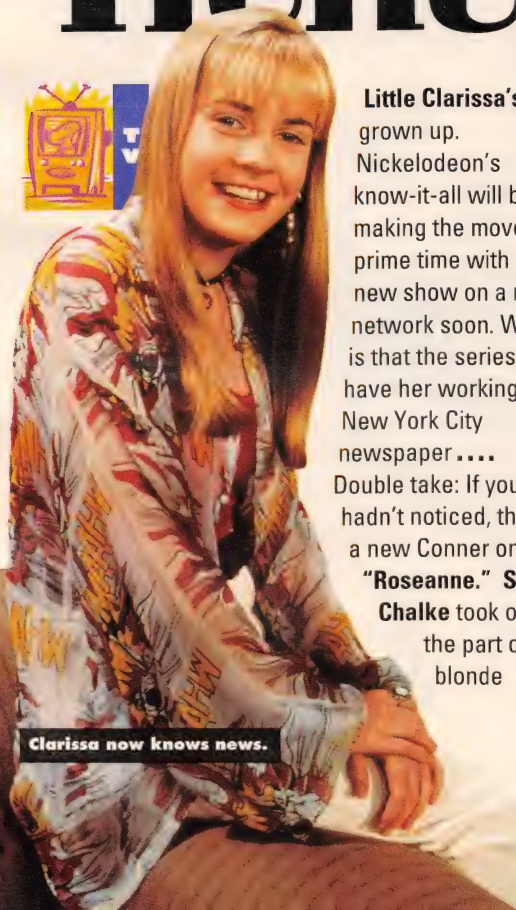 Little Clarissa's
grown up.
Nickelodeon's
know-it-all will b
making the move
prime time with
new show on a n
network soon. W
is that the series
have her working
New York City
newspaper ....
Double take: If you
hadn't noticed, th
a new Conner on
"Roseanne." S
Chalke took o
the part o
blonde
Clarissa now knows news.